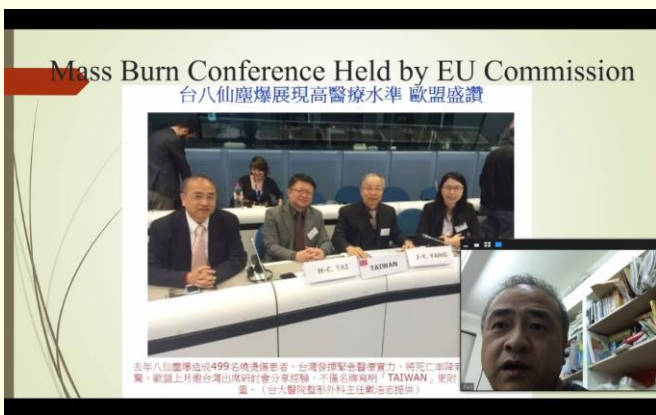 Mass Burn Conference Held by EU Commission
台八仙塵爆展現高醫療水準 歐盟盛讚
H-C. TAI
TAIWAN
J-Y. YANG
去年八仙塵爆造成499名燒燙傷患者，台灣發揮緊急醫療實力，將死亡率降到
驚。歐盟上月邀台灣出席研討會分享經驗，不僅名牌寫明「TAIWAN」更附
重。（台大醫院整形外科主任戴浩志提供）